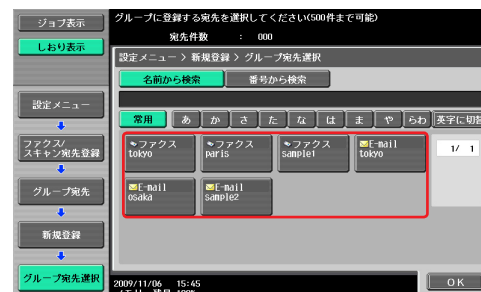 ジョブ表示
しおり表示
設定メニュー
ファクス/
スキャン宛先登録
グループ宛先
新規登録
グループ宛先選択
グループに登録する宛先を選択してください(500件まで可能)
宛先件数 : 000
設定メニュー > 新規登録 > グループ宛先選択
名前から検索 番号から検索
常用 あ か さ た な は ま や らわ 英字に切替
ファクス
tokyo
ファクス
paris
ファクス
sample1
E-mail
tokyo
1/ 1
E-mail
osaka
E-mail
sample2
2009/11/06 15:45
OK